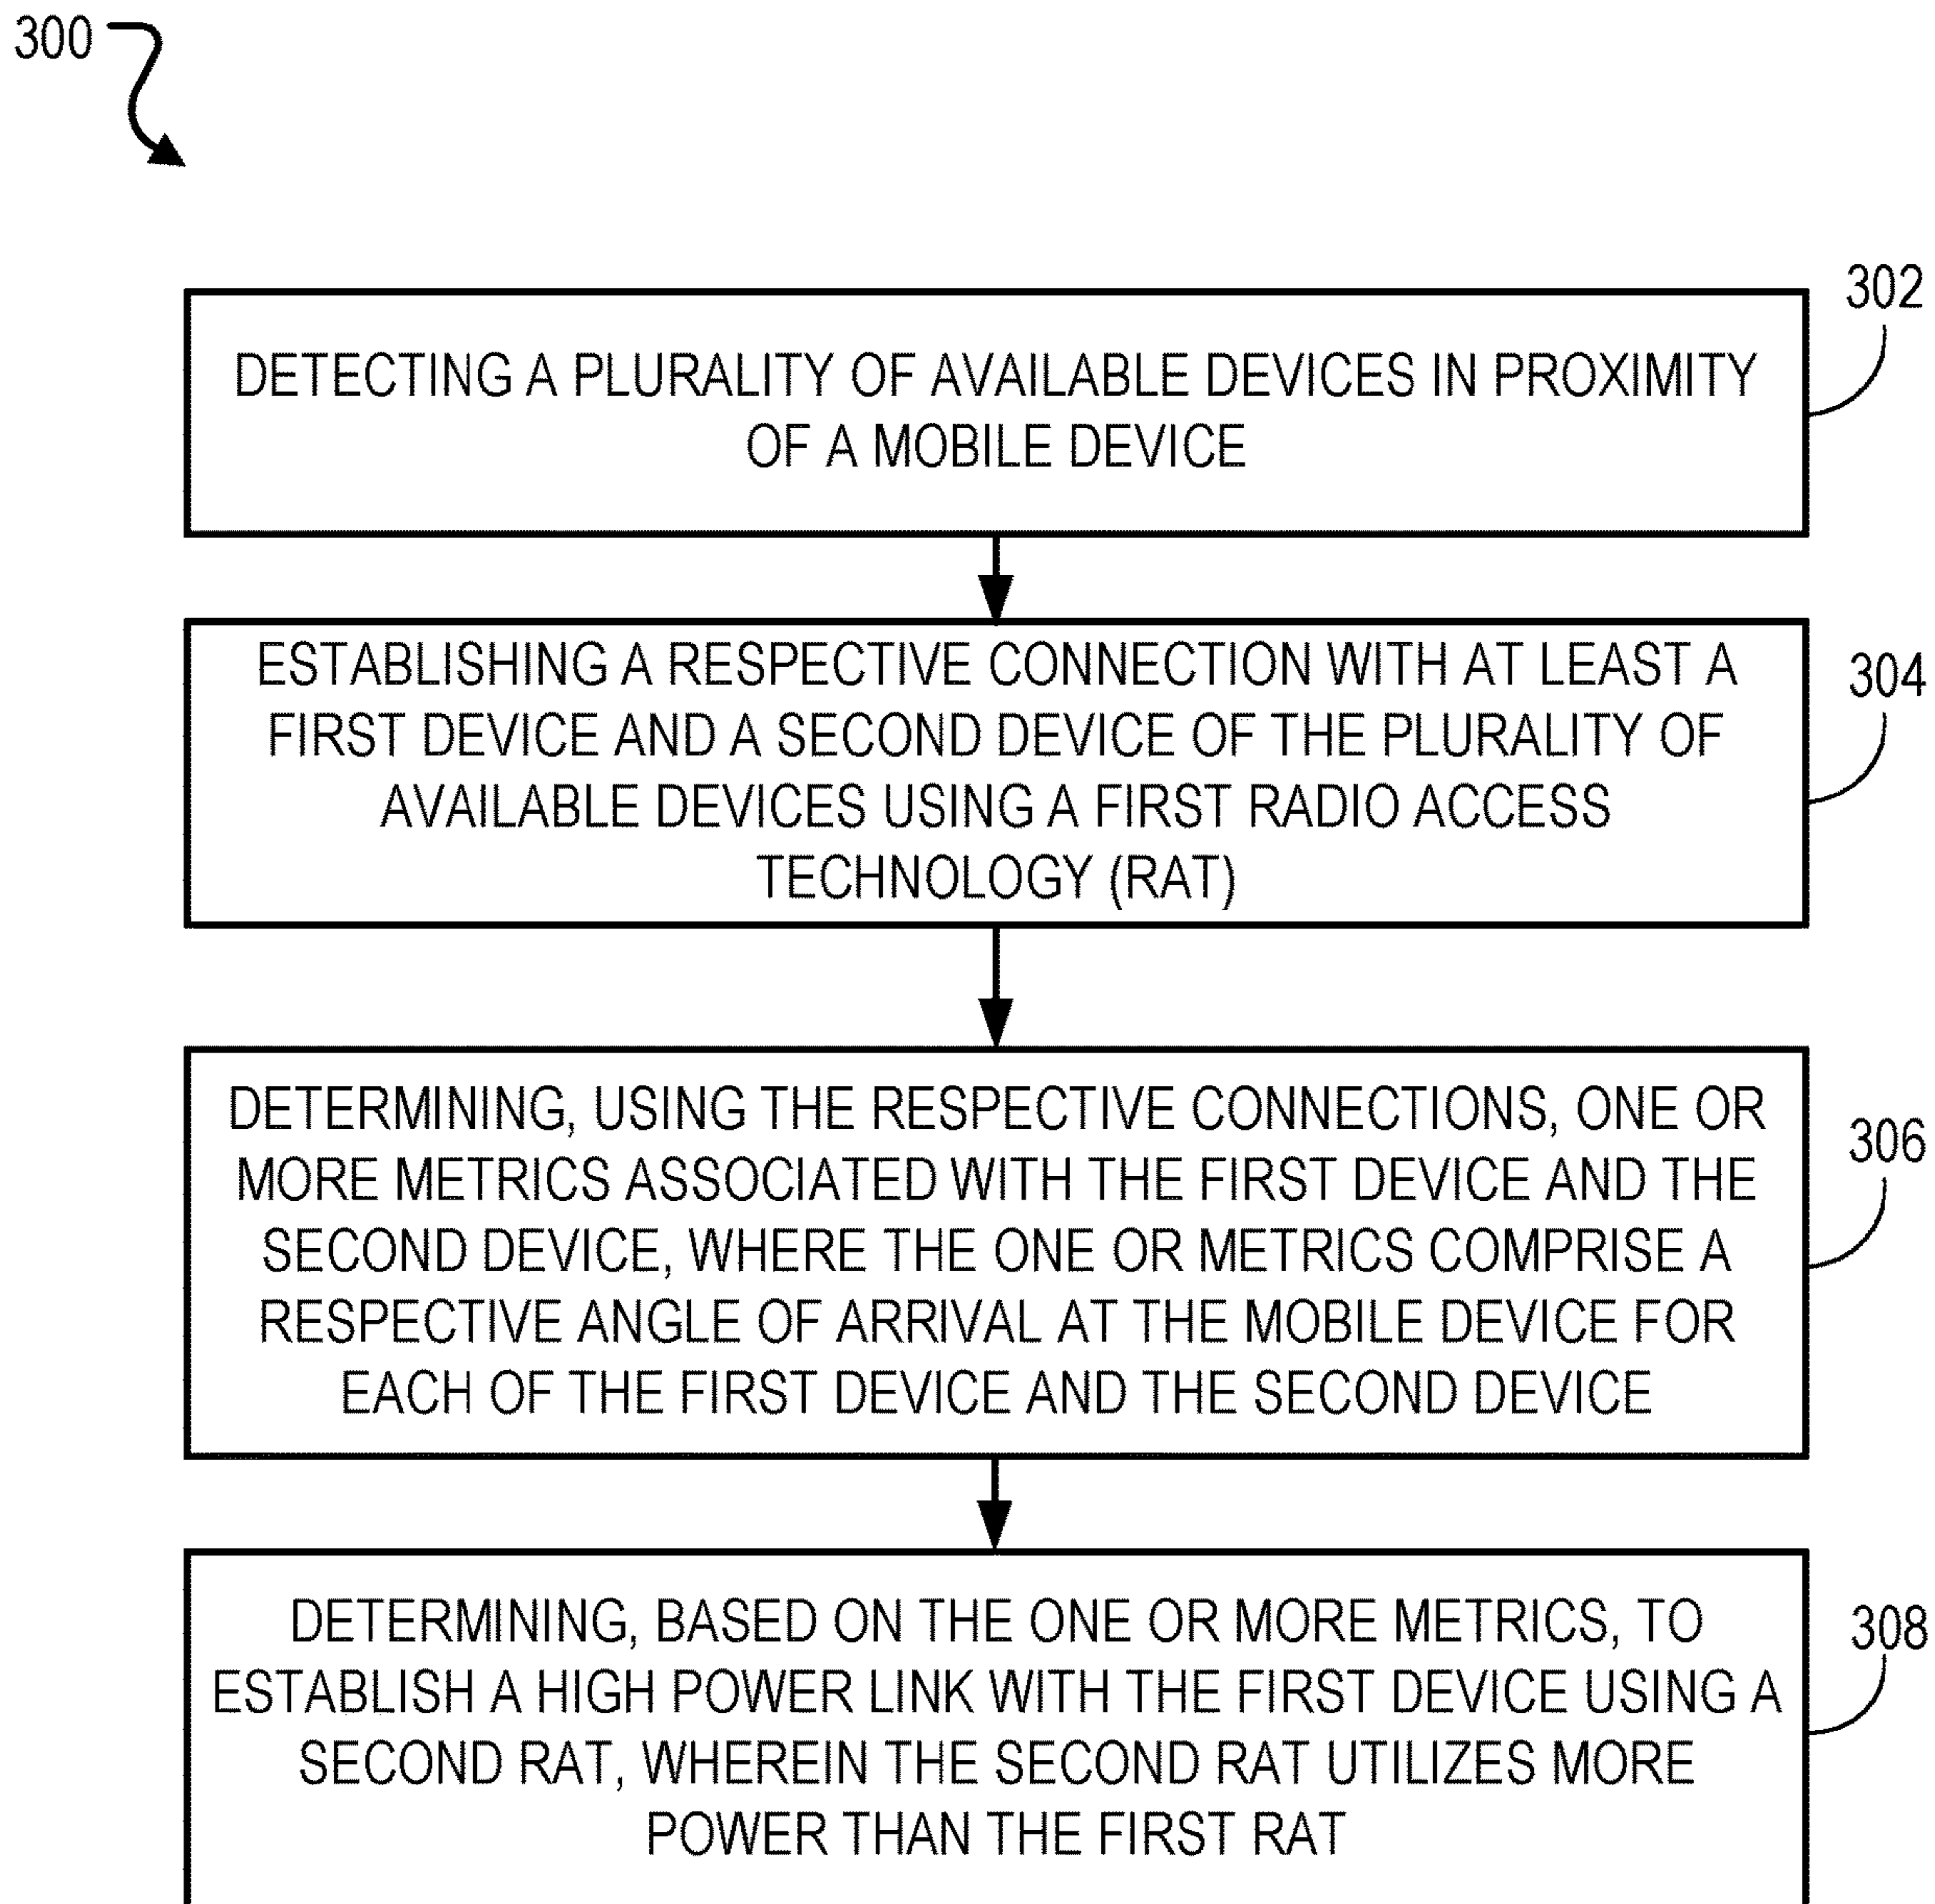 300
302
DETECTING A PLURALITY OF AVAILABLE DEVICES IN PROXIMITY
OF A MOBILE DEVICE
304
ESTABLISHING A RESPECTIVE CONNECTION WITH AT LEAST A
FIRST DEVICE AND A SECOND DEVICE OF THE PLURALITY OF
AVAILABLE DEVICES USING A FIRST RADIO ACCESS
TECHNOLOGY (RAT)
306
DETERMINING, USING THE RESPECTIVE CONNECTIONS, ONE OR
MORE METRICS ASSOCIATED WITH THE FIRST DEVICE AND THE
SECOND DEVICE, WHERE THE ONE OR METRICS COMPRISE A
RESPECTIVE ANGLE OF ARRIVAL AT THE MOBILE DEVICE FOR
EACH OF THE FIRST DEVICE AND THE SECOND DEVICE
308
DETERMINING, BASED ON THE ONE OR MORE METRICS, TO
ESTABLISH A HIGH POWER LINK WITH THE FIRST DEVICE USING A
SECOND RAT, WHEREIN THE SECOND RAT UTILIZES MORE
POWER THAN THE FIRST RAT